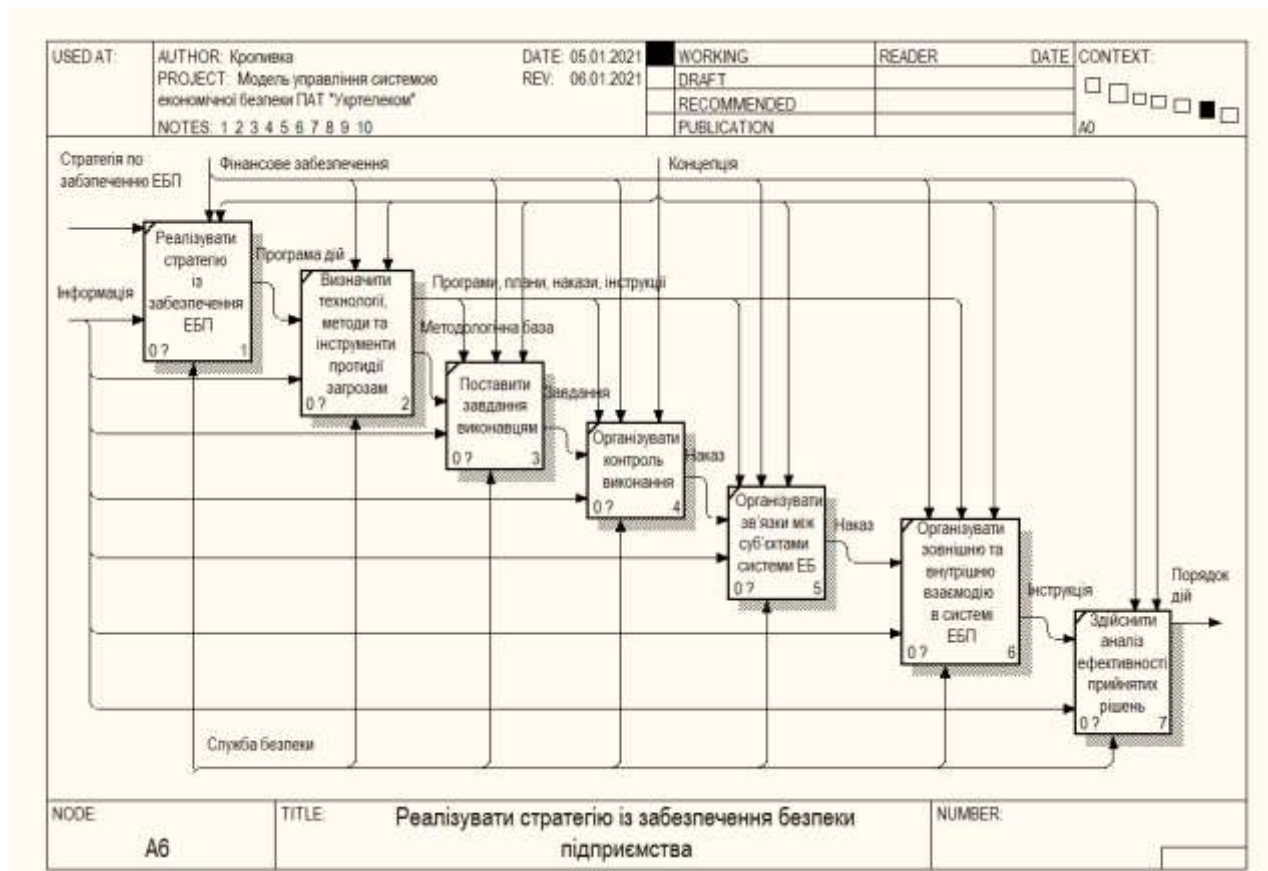 USED AT:
AUTHOR: Кропивка
DATE: 05.01.2021
PROJECT: Модель управління системою
економічної безпеки ПАТ "Укртелеком"
REV: 06.01.2021
NOTES: 1 2 3 4 5 6 7 8 9 10
WORKING
DRAFT
RECOMMENDED
PUBLICATION
READER
DATE
CONTEXT:
A0
Стратегія по
забзпеченню ЕБП
Фінансове забезпечення
Концепція
Інформація
Реалізувати
стратегію
із
забезпечення
ЕБП
0 ?
1
Програма дій
Визначити
технології,
методи та
інструменти
протидії
загрозам
0 ?
2
Програми, плани, накази, інструкції
Методологічна база
Поставити
завдання
виконавцям
0 ?
3
Завдання
Організувати
контроль
виконання
0 ?
4
Наказ
Організувати
зв'язки між
суб'єктами
системи ЕБ
0 ?
5
Наказ
Організувати
зовнішню та
внутрішню
взаємодію
в системі
ЕБП
0 ?
6
Інструкція
Здійснити
аналіз
ефективності
прийнятих
рішень
0 ?
7
Порядок
дій
Служба безпеки
NODE:
A6
TITLE:
Реалізувати стратегію із забезпечення безпеки
підприємства
NUMBER: